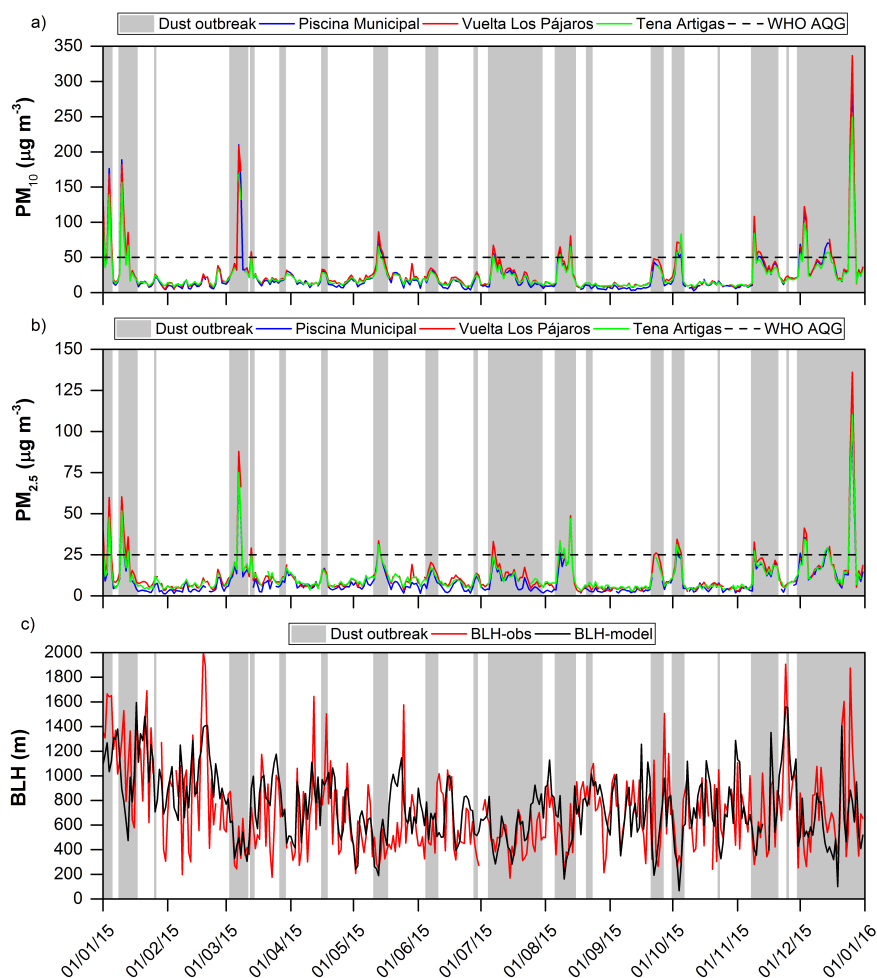 a)
Dust outbreak Piscina Municipal Vuelta Los Pájaros Tena Artigas WHO AQG
350
300
250
200
150
100
50
0
PM10 (µg m-3)
b)
Dust outbreak Piscina Municipal Vuelta Los Pájaros Tena Artigas WHO AQG
150
125
100
75
50
25
0
PM2.5 (µg m-3)
c)
Dust outbreak BLH-obs BLH-model
2000
1800
1600
1400
1200
1000
800
600
400
200
0
BLH (m)
01/01/15 01/02/15 01/03/15 01/04/15 01/05/15 01/06/15 01/07/15 01/08/15 01/09/15 01/10/15 01/11/15 01/12/15 01/01/16